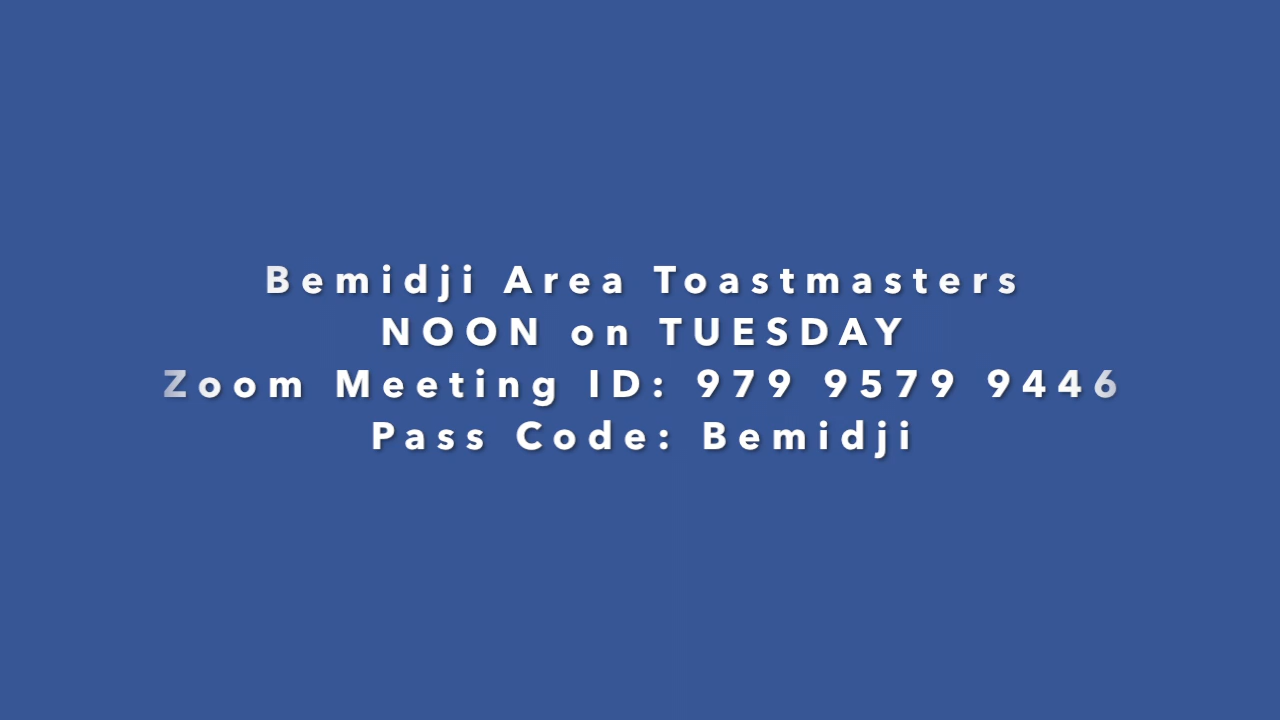 Bemidji Area Toastmasters
NOON on TUESDAY
Zoom Meeting ID: 979 9579 9446
Pass Code: Bemidji